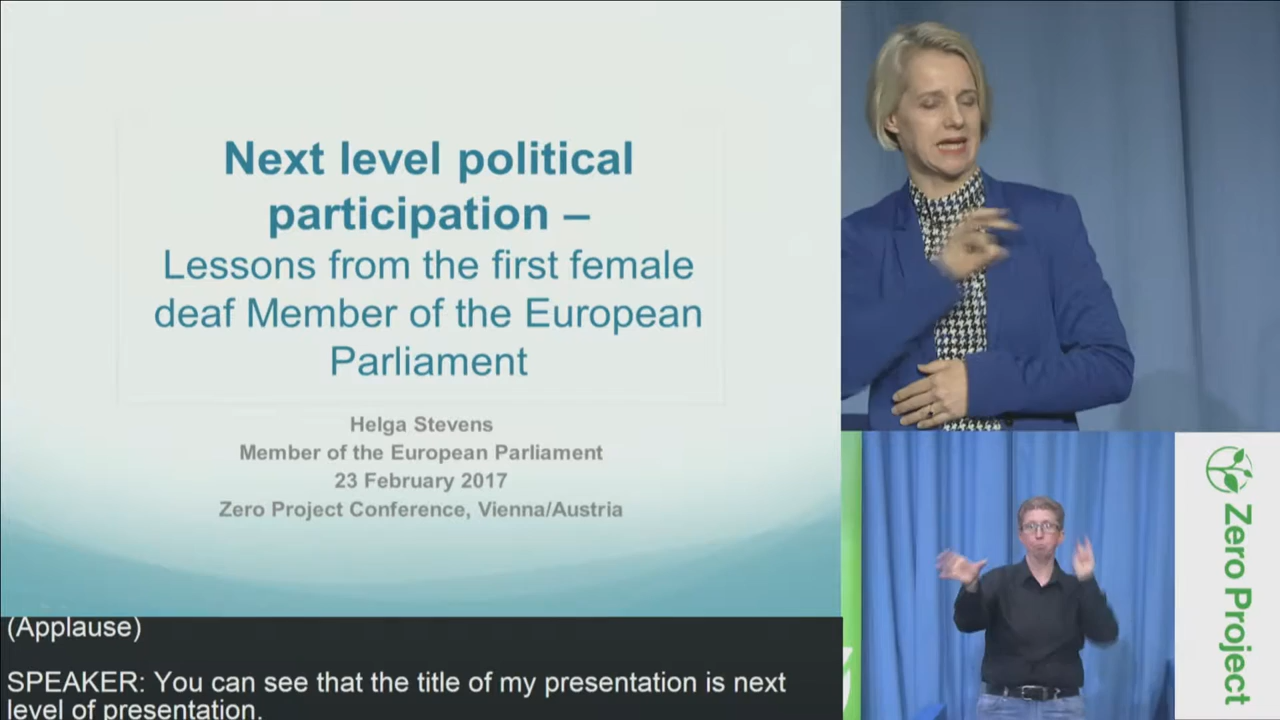 Next level political
participation –
Lessons from the first female
deaf Member of the European
Parliament
Helga Stevens
Member of the European Parliament
23 February 2017
Zero Project Conference, Vienna/Austria
(Applause)
SPEAKER: You can see that the title of my presentation is next
level of presentation.
Zero Project